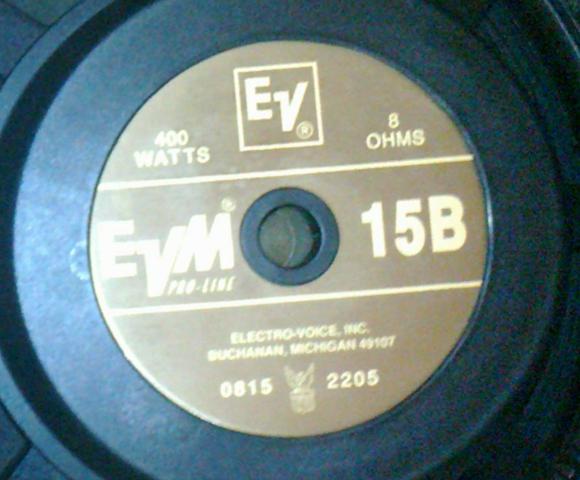 EV®
400
WATTS
8
OHMS
EVM®
PRO-LINE
15B
ELECTRO-VOICE, INC.
BUCHANAN, MICHIGAN 49107
0815 2205